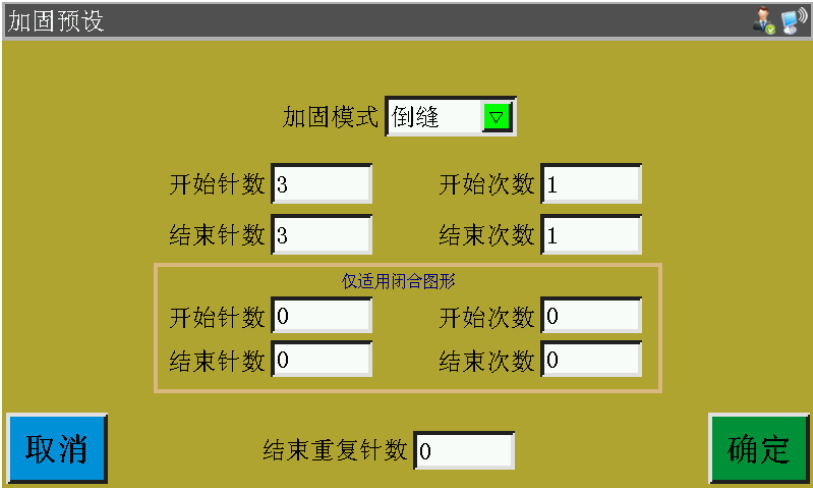 加固预设
加固模式 倒缝
开始针数 3 开始次数 1
结束针数 3 结束次数 1
仅适用闭合图形
开始针数 0 开始次数 0
结束针数 0 结束次数 0
取消 结束重复针数 0 确定